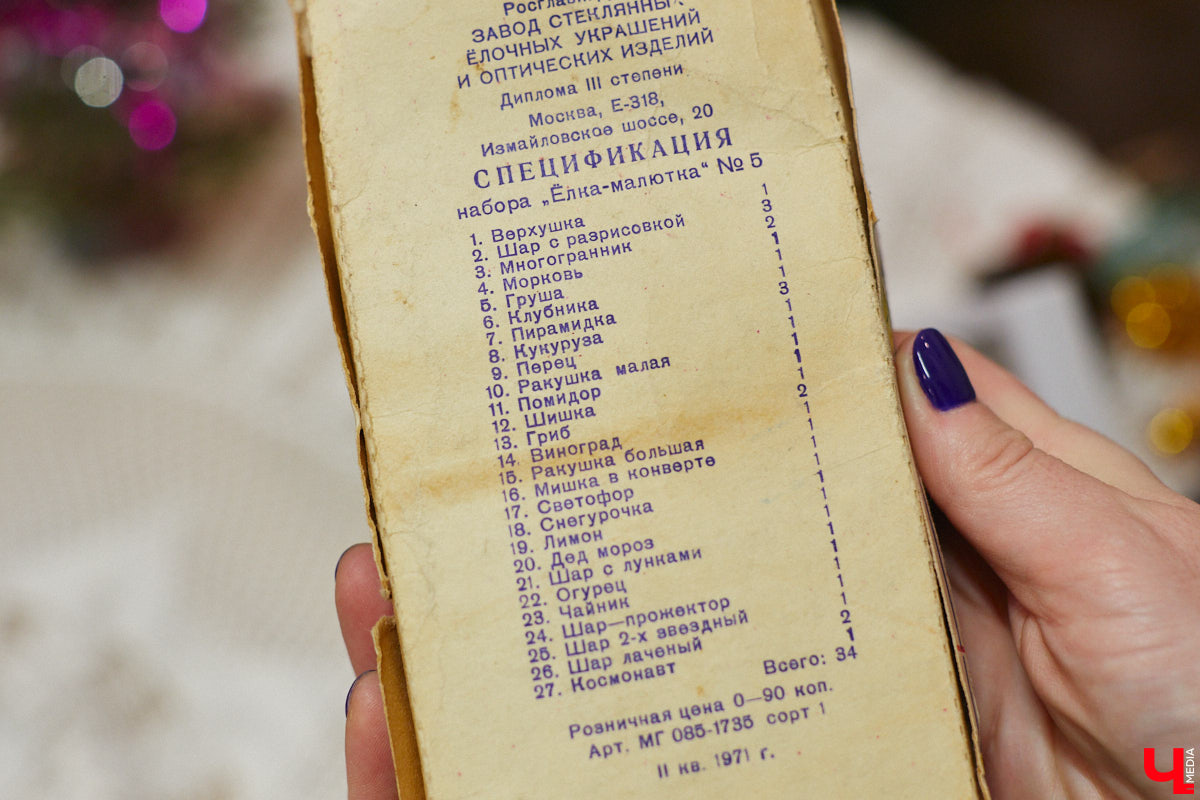 ЗАВОД СТЕКЛЯННЫХ
ЁЛОЧНЫХ УКРАШЕНИЙ
И ОПТИЧЕСКИХ ИЗДЕЛИЙ
Диплома III степени
Москва, Е-318,
Измайловское шоссе, 20
СПЕЦИФИКАЦИЯ
набора „Ёлка-малютка“ № 5
1. Верхушка 1
2. Шар с разрисовкой 3
3. Многогранник 2
4. Морковь 1
5. Груша 1
6. Клубника 1
7. Пирамидка 3
8. Кукуруза 1
9. Перец 1
10. Ракушка малая 1
11. Помидор 1
12. Шишка 1
13. Гриб 2
14. Виноград 1
15. Ракушка большая 1
16. Мишка в конверте 1
17. Светофор 1
18. Снегурочка 1
19. Лимон 1
20. Дед мороз 1
21. Шар с лунками 1
22. Огурец 1
23. Чайник 1
24. Шар—прожектор 1
25. Шар 2-х звездный 1
26. Шар лаченый 2
27. Космонавт 1
Всего: 34
Розничная цена 0—90 коп.
Арт. МГ 085-1735 сорт 1
II кв. 1971 г.
Ч MEDIA